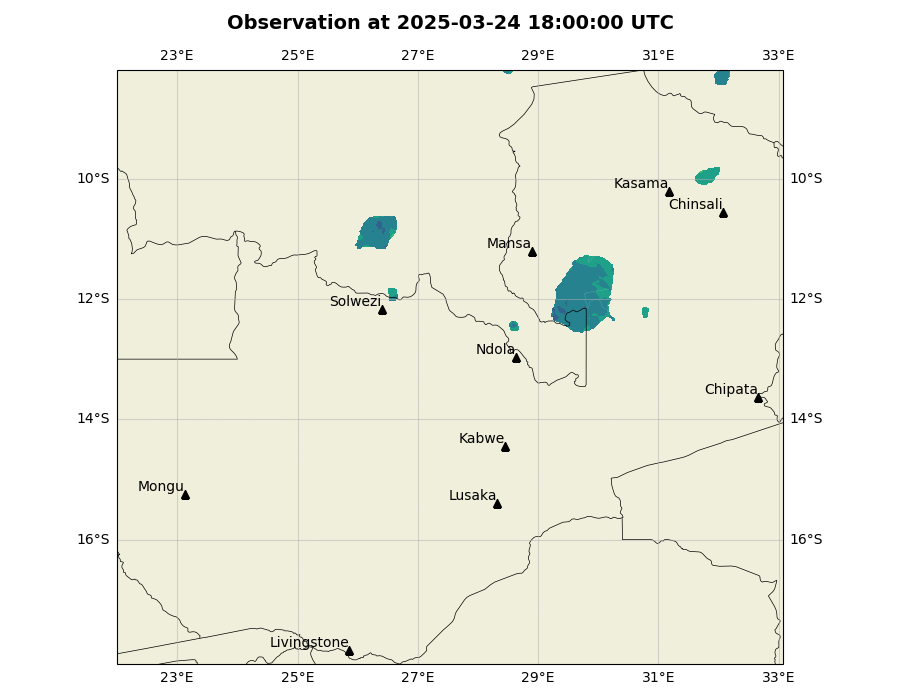 Observation at 2025-03-24 18:00:00 UTC
23°E 25°E 27°E 29°E 31°E 33°E
10°S 10°S
Kasama
Chinsali
Mansa
12°S 12°S
Solwezi
Ndola
Chipata
14°S 14°S
Kabwe
Mongu
Lusaka
16°S 16°S
Livingstone
23°E 25°E 27°E 29°E 31°E 33°E